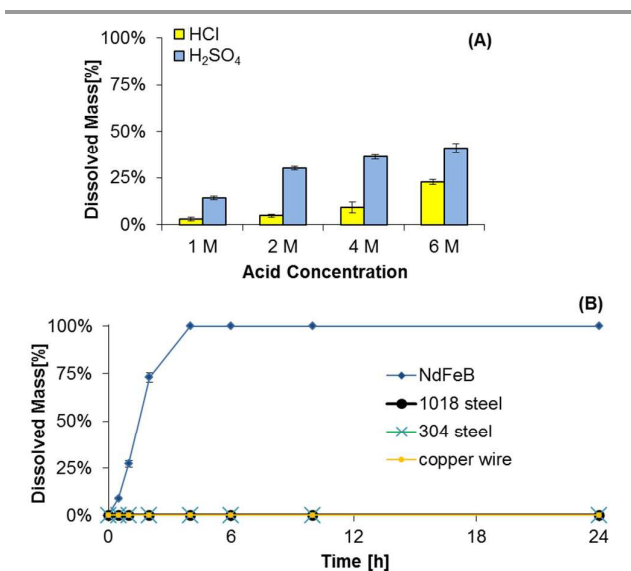 (A)
HCl
H₂SO₄
Dissolved Mass[%]
100%
75%
50%
25%
0%
1 M 2 M 4 M 6 M
Acid Concentration
(B)
Dissolved Mass[%]
100%
75%
50%
25%
0%
NdFeB
1018 steel
304 steel
copper wire
0 6 12 18 24
Time [h]